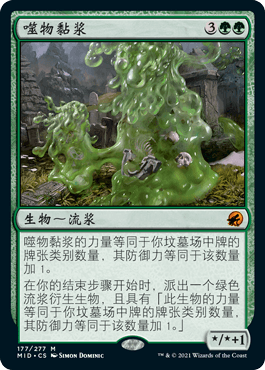 噬物黏浆 3
生物～流浆
噬物黏浆的力量等同于你坟墓场中牌的
牌张类别数量,其防御力等同于该数量
加 1。
在你的结束步骤开始时,派出一个绿色
流浆衍生生物,且具有「此生物的力量
等同于你坟墓场中牌的牌张类别数量,
其防御力等同于该数量加 1。」
*/*+1
177/277 M
MID • CS SIMON DOMINIC
™ & © 2021 Wizards of the Coast